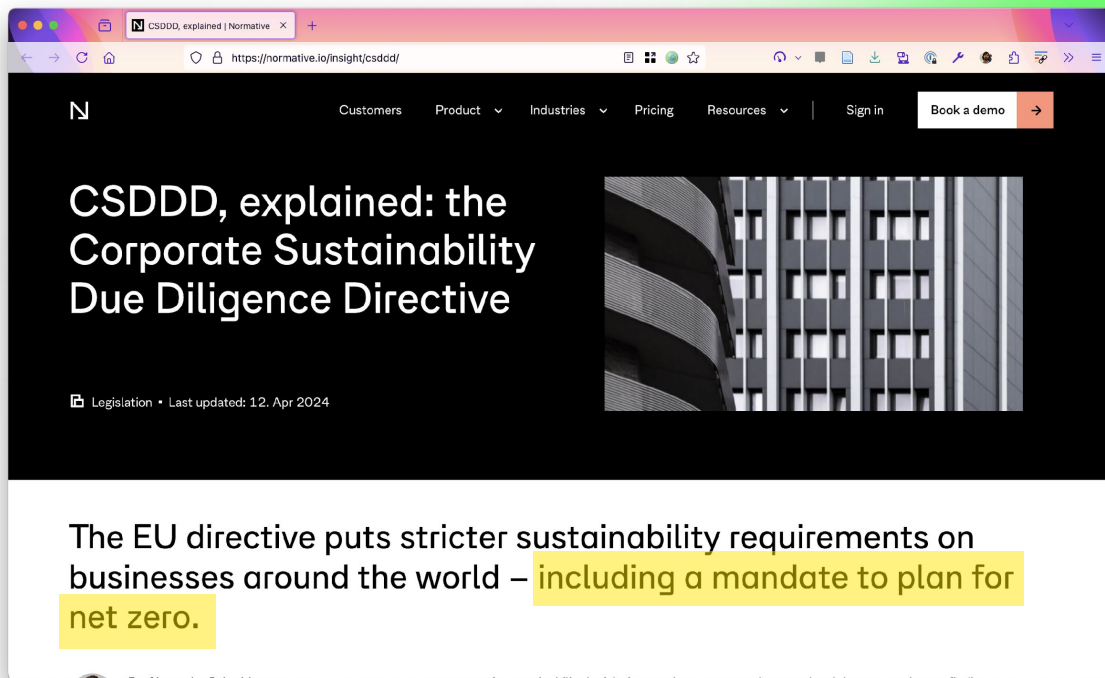 CSDDD, explained | Normative
https://normative.io/insight/csddd/
Customers Product Industries Pricing Resources Sign in Book a demo
CSDDD, explained: the
Corporate Sustainability
Due Diligence Directive
Legislation • Last updated: 12. Apr 2024
The EU directive puts stricter sustainability requirements on
businesses around the world – including a mandate to plan for
net zero.